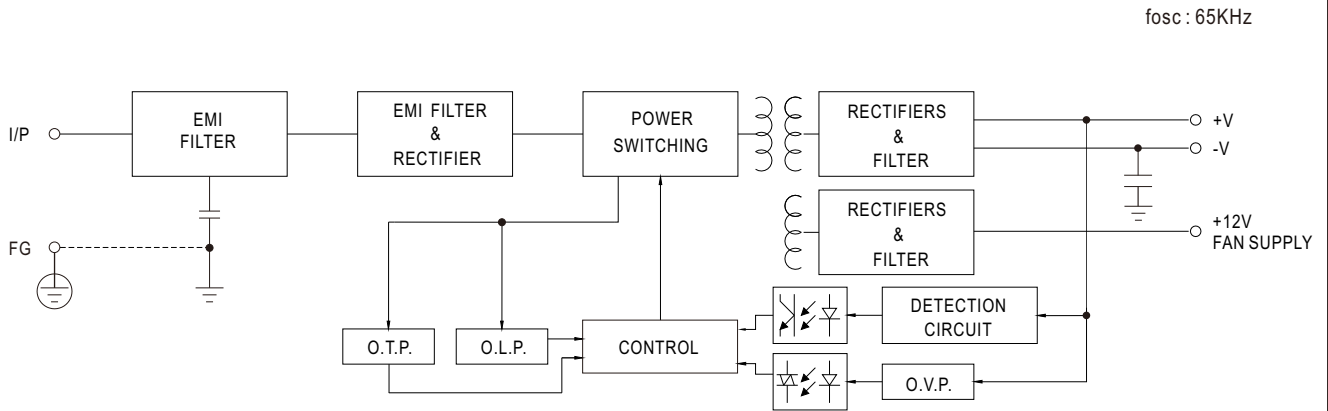 fosc : 65KHz
I/P
EMI
FILTER
EMI FILTER
&
RECTIFIER
POWER
SWITCHING
RECTIFIERS
&
FILTER
+V
-V
RECTIFIERS
&
FILTER
+12V
FAN SUPPLY
FG
O.T.P.
O.L.P.
CONTROL
DETECTION
CIRCUIT
O.V.P.